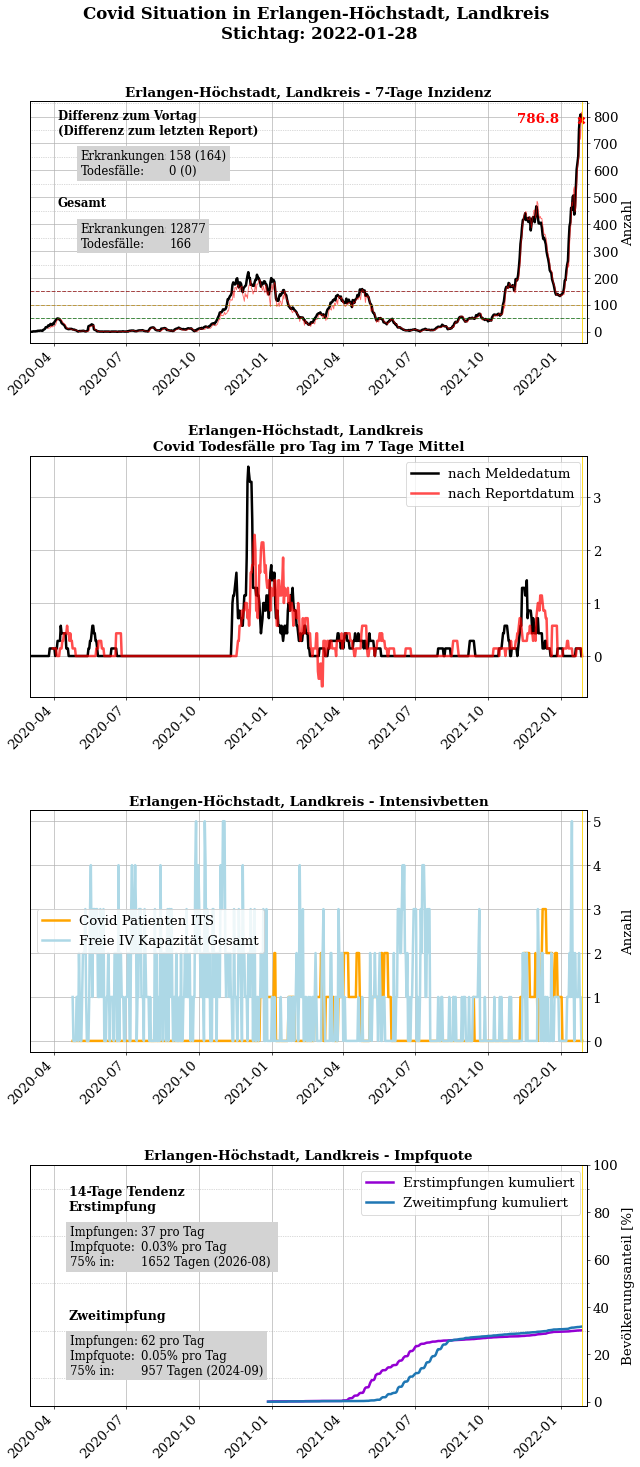 Covid Situation in Erlangen-Höchstadt, Landkreis
Stichtag: 2022-01-28
Erlangen-Höchstadt, Landkreis - 7-Tage Inzidenz
Differenz zum Vortag
(Differenz zum letzten Report)
Erkrankungen 158 (164)
Todesfälle: 0 (0)
Gesamt
Erkrankungen 12877
Todesfälle: 166
786.8
800
700
600
500
400
300
200
100
0
Anzahl
2020-04
2020-07
2020-10
2021-01
2021-04
2021-07
2021-10
2022-01
Erlangen-Höchstadt, Landkreis
Covid Todesfälle pro Tag im 7 Tage Mittel
nach Meldedatum
nach Reportdatum
3
2
1
0
2020-04
2020-07
2020-10
2021-01
2021-04
2021-07
2021-10
2022-01
Erlangen-Höchstadt, Landkreis - Intensivbetten
Covid Patienten ITS
Freie IV Kapazität Gesamt
5
4
3
2
1
0
Anzahl
2020-04
2020-07
2020-10
2021-01
2021-04
2021-07
2021-10
2022-01
Erlangen-Höchstadt, Landkreis - Impfquote
14-Tage Tendenz
Erstimpfung
Impfungen: 37 pro Tag
Impfquote: 0.03% pro Tag
75% in: 1652 Tagen (2026-08)
Zweitimpfung
Impfungen: 62 pro Tag
Impfquote: 0.05% pro Tag
75% in: 957 Tagen (2024-09)
Erstimpfungen kumuliert
Zweitimpfung kumuliert
100
80
60
40
20
0
Bevölkerungsanteil [%]
2020-04
2020-07
2020-10
2021-01
2021-04
2021-07
2021-10
2022-01